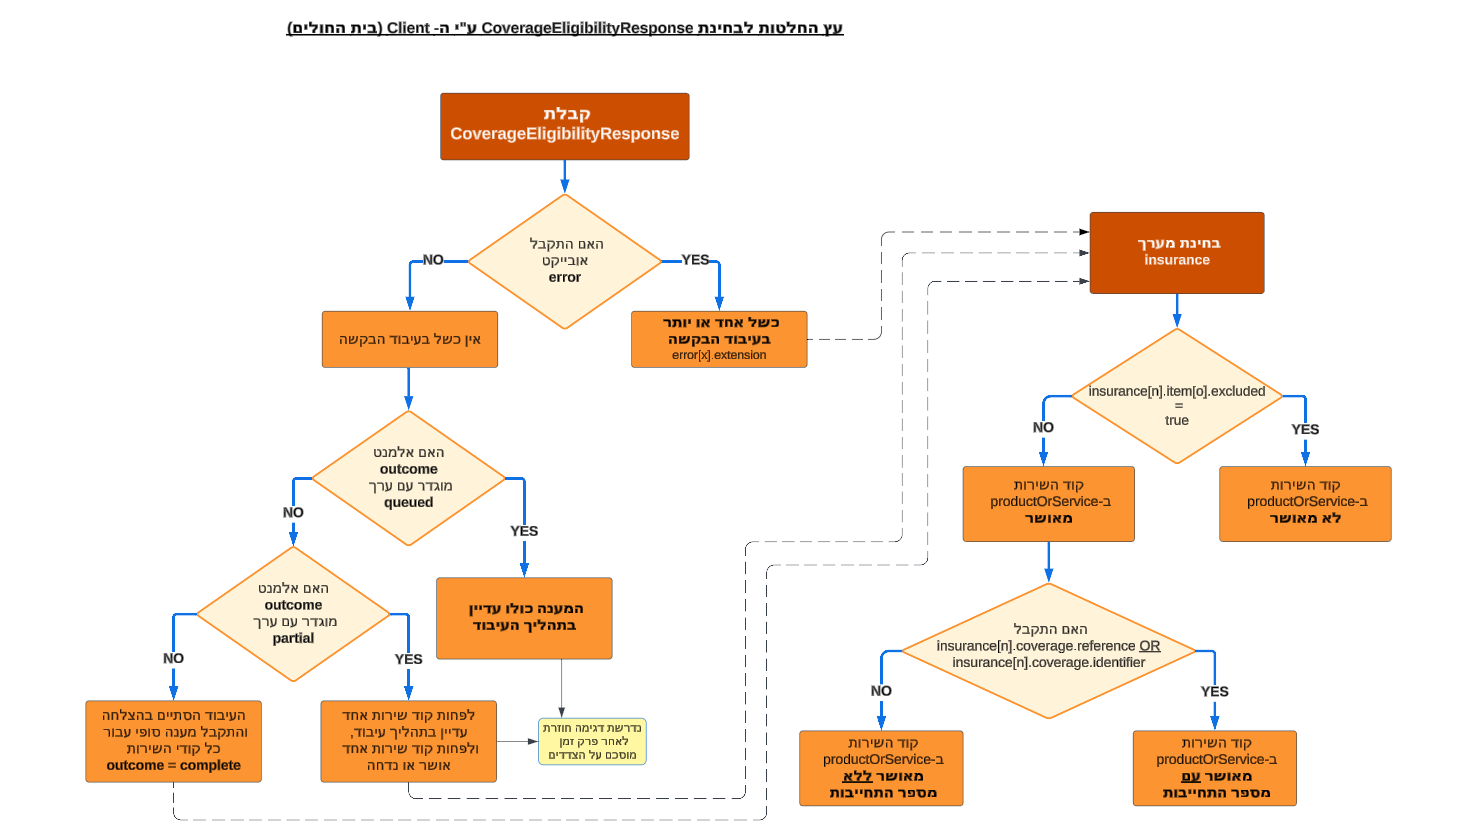 עץ החלטות לבחינת CoverageEligibilityResponse ע"י ה- Client (בית החולים)
קבלת
CoverageEligibilityResponse
האם התקבל
אובייקט
error
NO
YES
אין כשל בעיבוד הבקשה
כשל אחד או יותר
בעיבוד הבקשה
error[x].extension
האם אלמנט
outcome
מוגדר עם ערך
queued
NO
YES
האם אלמנט
outcome
מוגדר עם ערך
partial
המענה כולו עדיין
בתהליך העיבוד
NO
YES
העיבוד הסתיים בהצלחה
והתקבל מענה סופי עבור
כל קודי השירות
outcome = complete
לפחות קוד שירות אחד
עדיין בתהליך עיבוד,
ולפחות קוד שירות אחד
אושר או נדחה
נדרשת דגימה חוזרת
לאחר פרק זמן
מוסכם על הצדדים
בחינת מערך
insurance
insurance[n].item[o].excluded
=
true
NO
YES
קוד השירות
ב-productOrService
מאושר
קוד השירות
ב-productOrService
לא מאושר
האם התקבל
insurance[n].coverage.reference OR
insurance[n].coverage.identifier
NO
YES
קוד השירות
ב-productOrService
מאושר ללא
מספר התחייבות
קוד השירות
ב-productOrService
מאושר עם
מספר התחייבות